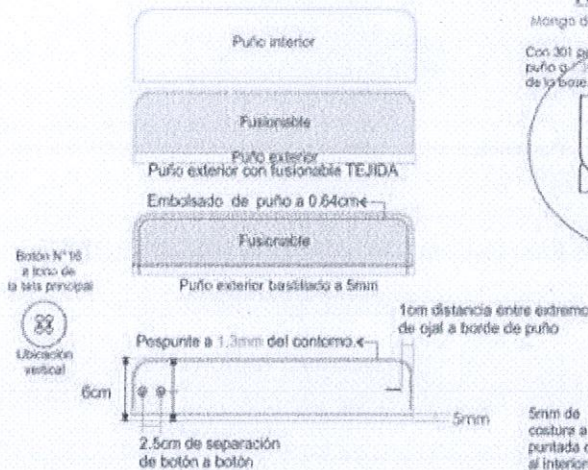 Puño interior
Fusionable
Puño exterior
Puño exterior con fusionable TEJIDA
Embolsado de puño a 0.64cm
Fusionable
Puño exterior bastillado a 5mm
Botón N°16
a tono de
la tela principal
Ubicación
vertical
1cm distancia entre extremo
de ojal a borde de puño
Pespunte a 1.3mm del contorno
6cm
5mm
2.5cm de separación
de botón a botón
Manga
Con 301
puño a
de la base
5mm de
costura a
puntada
al interior